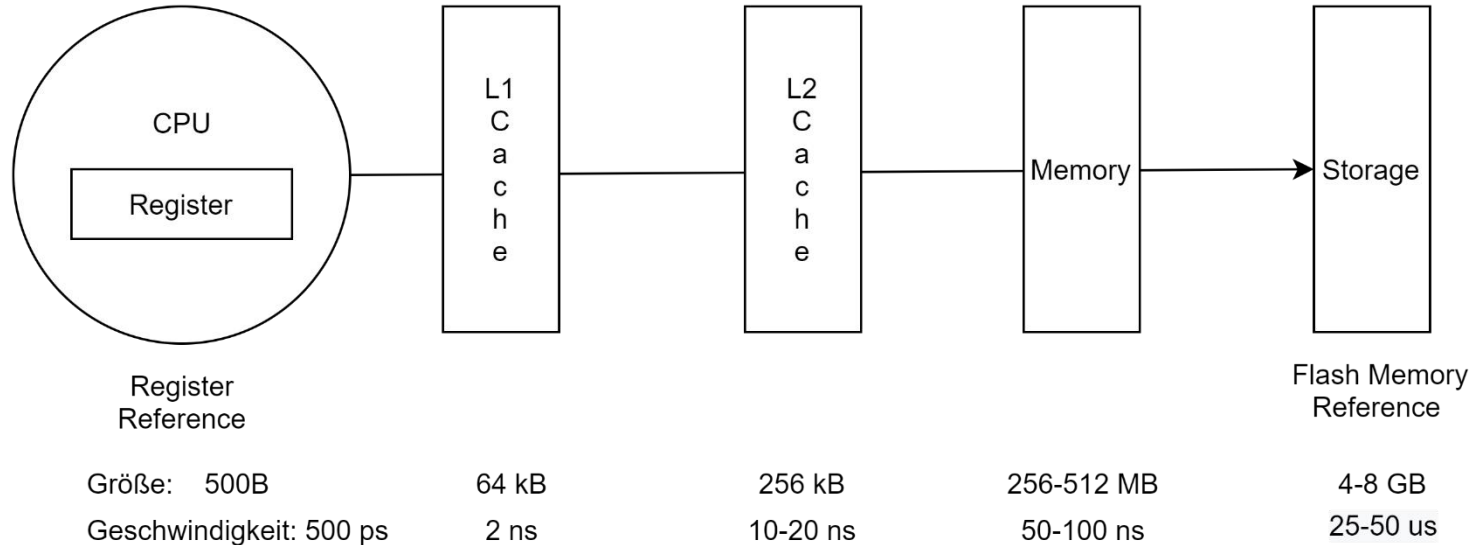 CPU
Register
L1
C
a
c
h
e
L2
C
a
c
h
e
Memory
Storage
Register
Reference
Flash Memory
Reference
Größe: 500B 64 kB 256 kB 256-512 MB 4-8 GB
Geschwindigkeit: 500 ps 2 ns 10-20 ns 50-100 ns 25-50 us